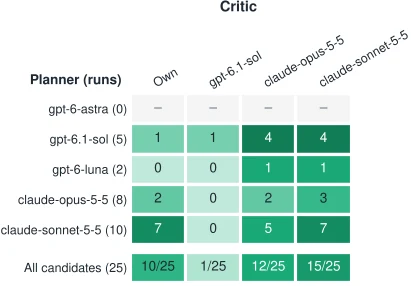 Critic
Own gpt-6.1-sol claude-opus-5-5 claude-sonnet-5-5
Planner (runs)
gpt-6-astra (0) – – – –
gpt-6.1-sol (5) 1 1 4 4
gpt-6-luna (2) 0 0 1 1
claude-opus-5-5 (8) 2 0 2 3
claude-sonnet-5-5 (10) 7 0 5 7
All candidates (25) 10/25 1/25 12/25 15/25